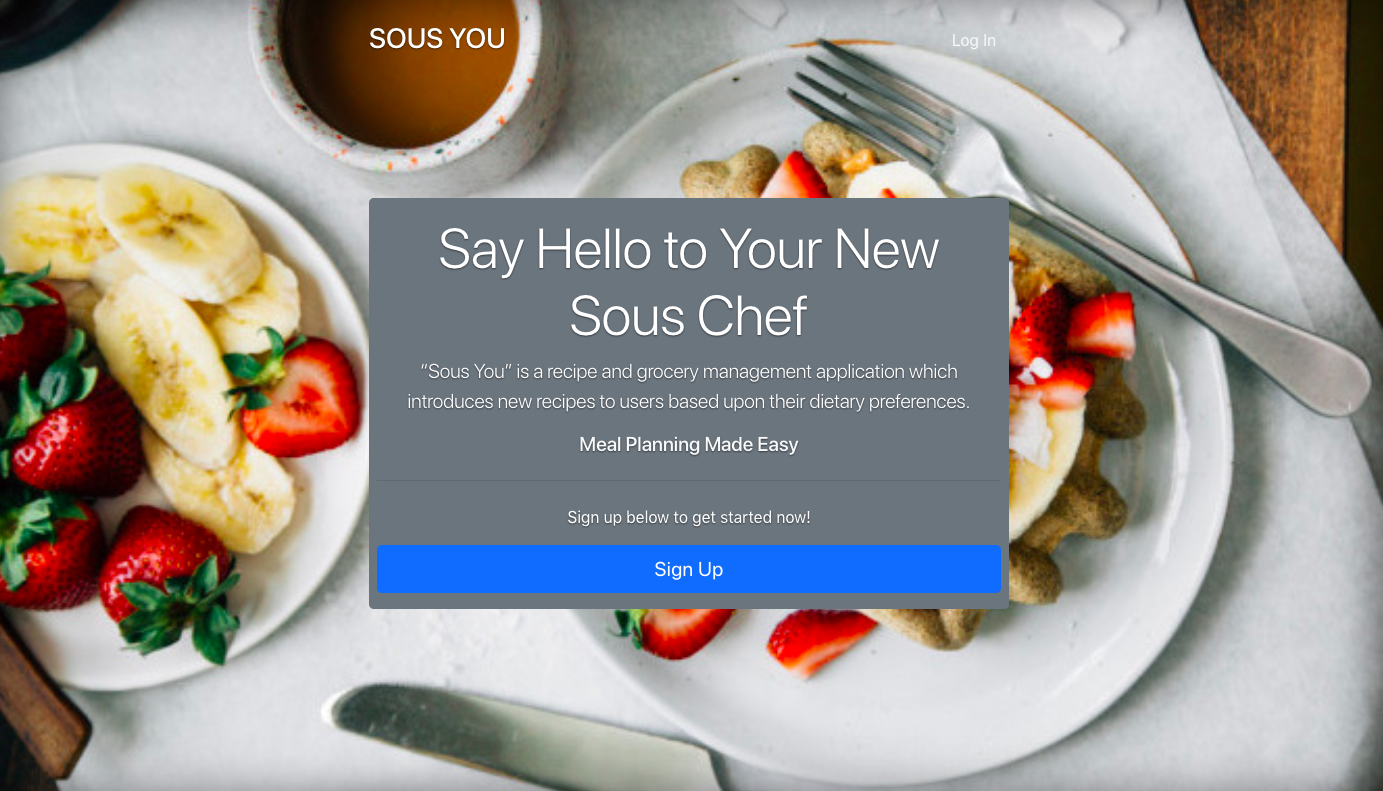 SOUS YOU
Log In
Say Hello to Your New
Sous Chef
“Sous You” is a recipe and grocery management application which
introduces new recipes to users based upon their dietary preferences.
Meal Planning Made Easy
Sign up below to get started now!
Sign Up